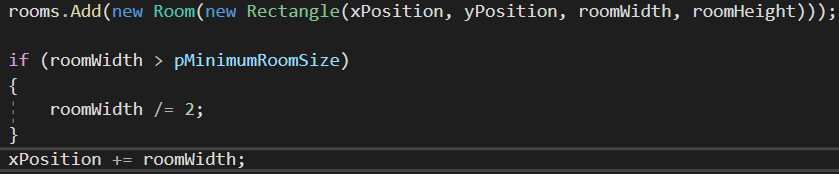 rooms.Add(new Room(new Rectangle(xPosition, yPosition, roomWidth, roomHeight)));
if (roomWidth > pMinimumRoomSize)
{
roomWidth /= 2;
}
xPosition += roomWidth;